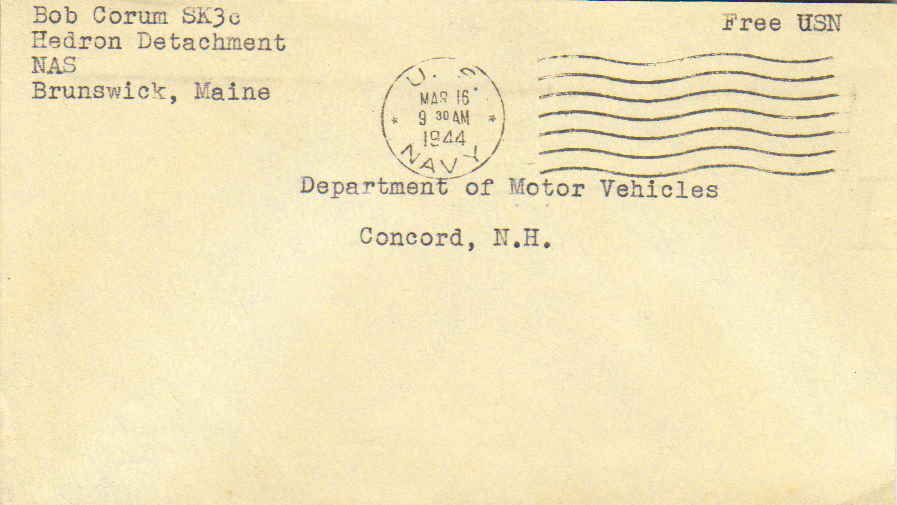 Bob Corum SK3c
Hedron Detachment
NAS
Brunswick, Maine
Free USN
U. S.
MAR 16
9 30 AM
1944
NAVY
Department of Motor Vehicles
Concord, N.H.